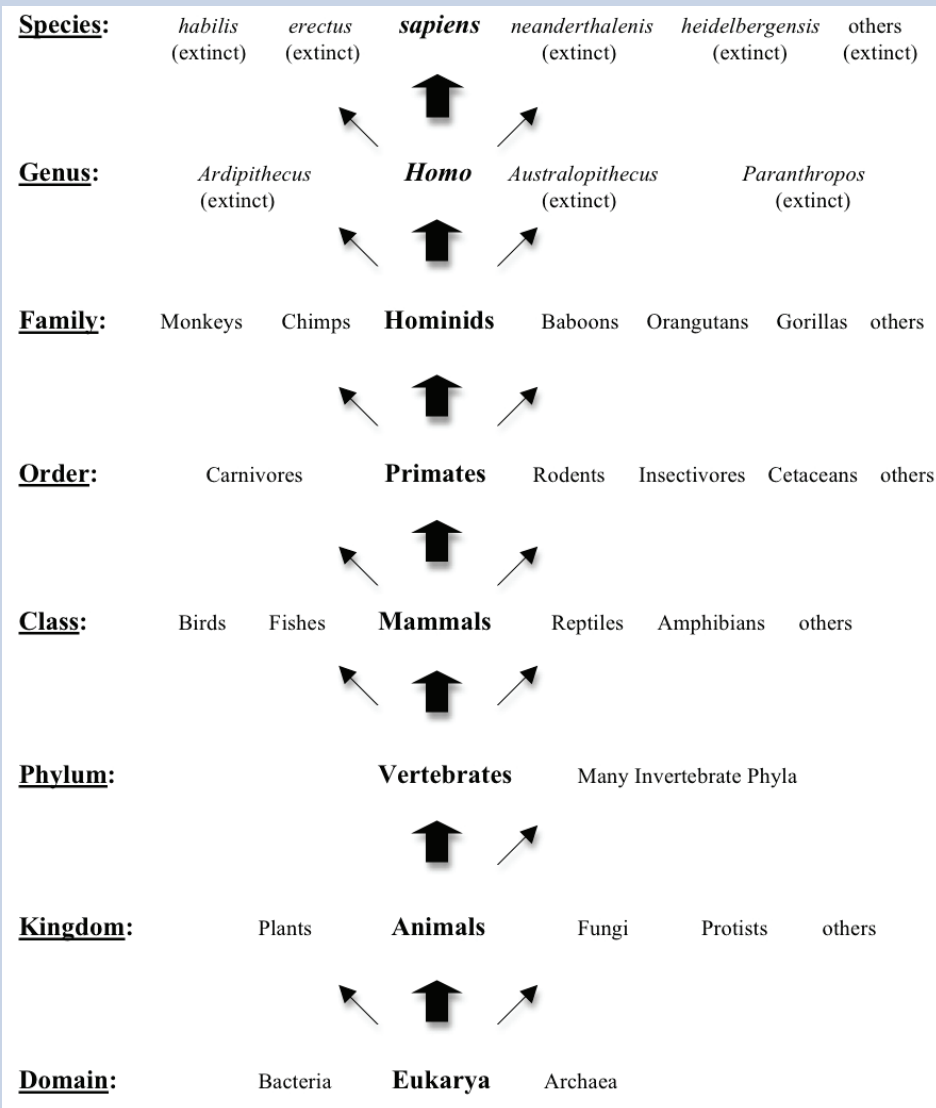 Species: habilis erectus sapiens neanderthalenis heidelbergensis others
(extinct) (extinct) (extinct) (extinct) (extinct)
Genus: Ardipithecus Homo Australopithecus Paranthropos
(extinct) (extinct) (extinct)
Family: Monkeys Chimps Hominids Baboons Orangutans Gorillas others
Order: Carnivores Primates Rodents Insectivores Cetaceans others
Class: Birds Fishes Mammals Reptiles Amphibians others
Phylum: Vertebrates Many Invertebrate Phyla
Kingdom: Plants Animals Fungi Protists others
Domain: Bacteria Eukarya Archaea